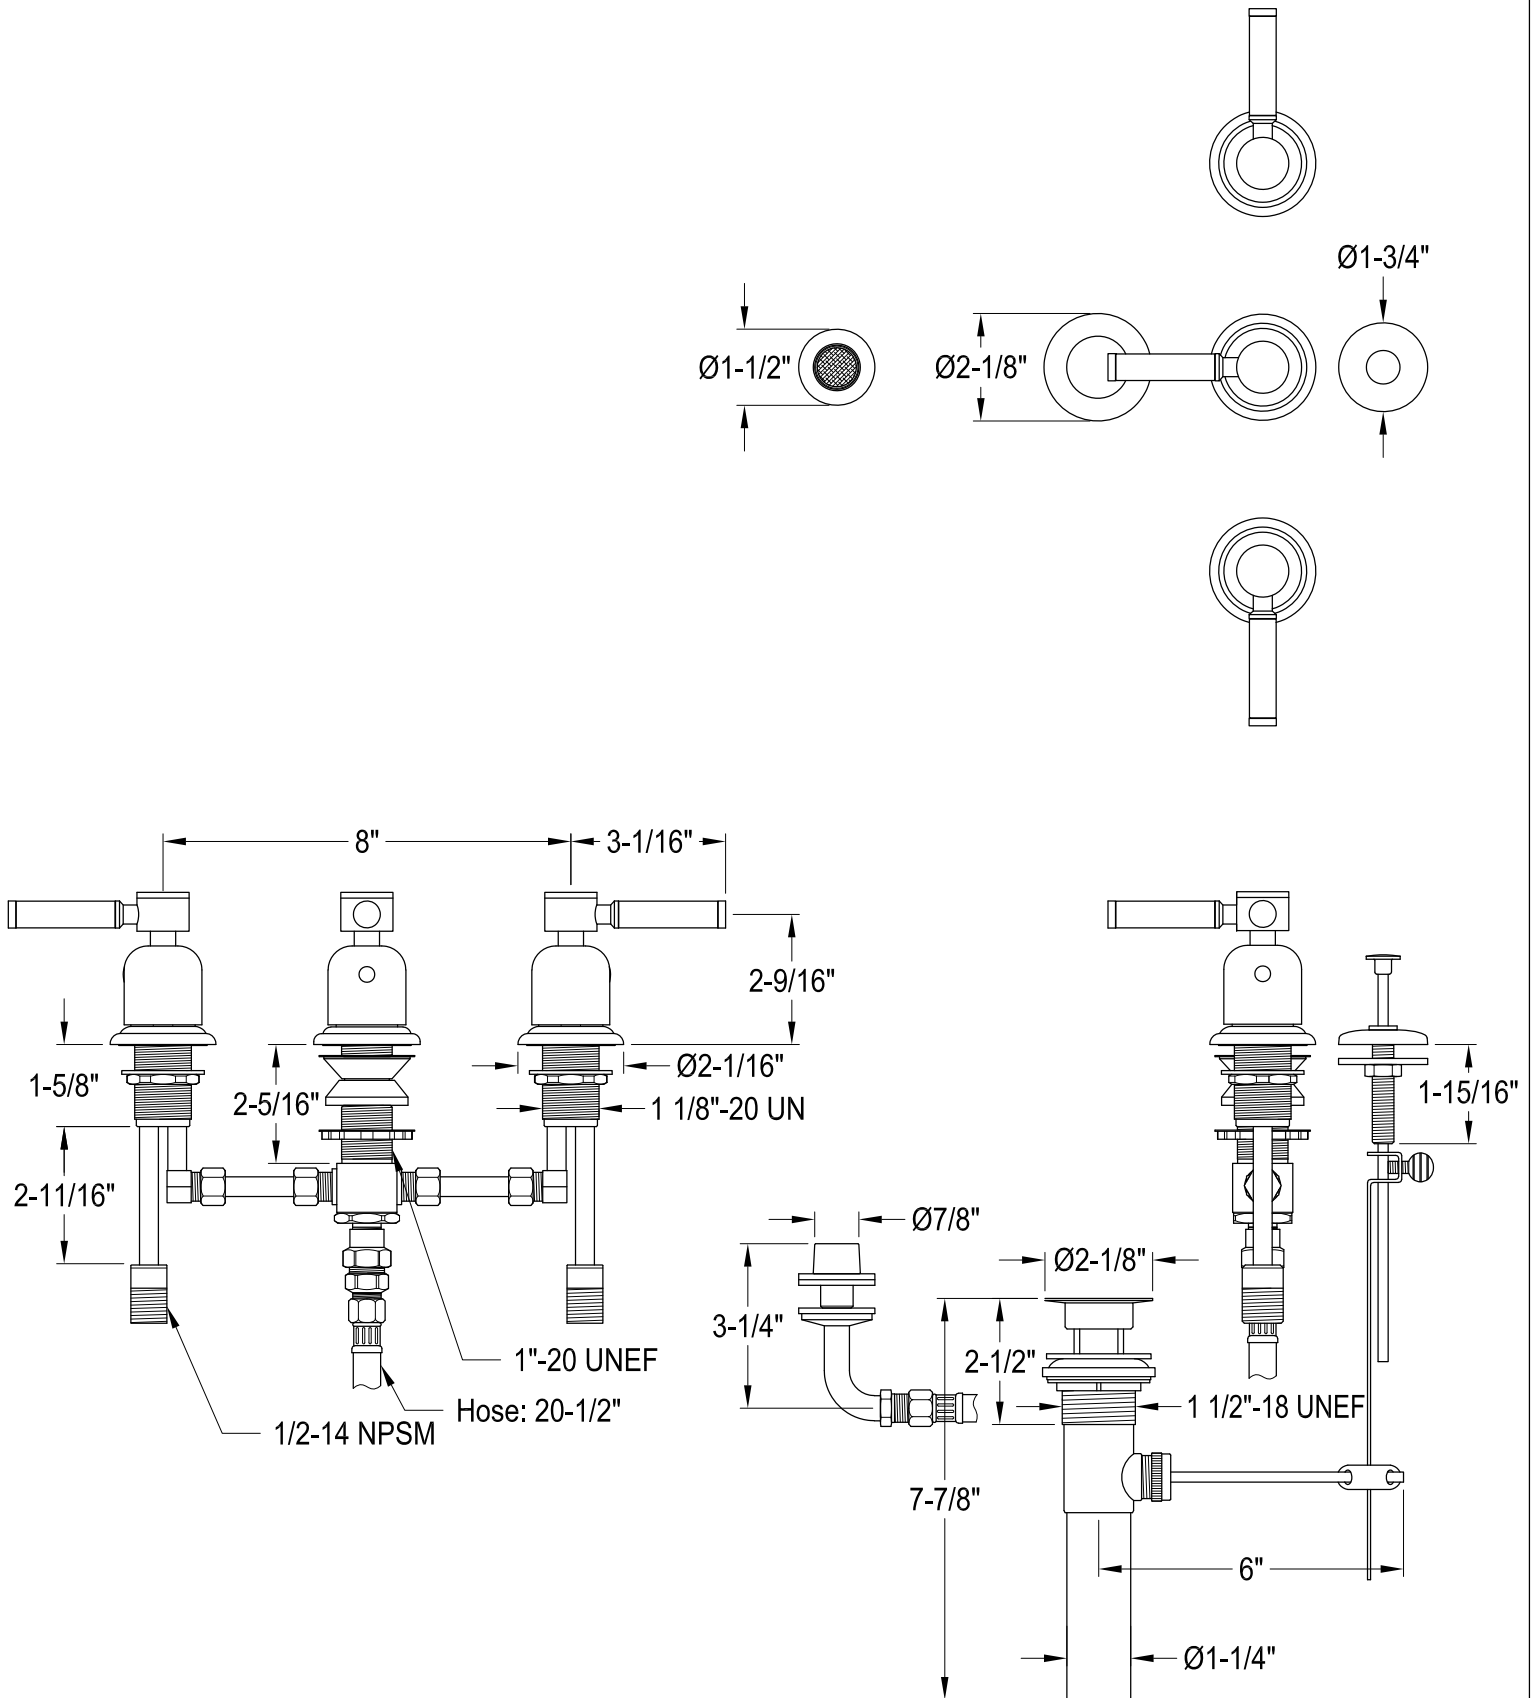 Ø1-3/4"
Ø1-1/2"
Ø2-1/8"
8"
3-1/16"
2-9/16"
1-5/8"
2-5/16"
Ø2-1/16"
1 1/8"-20 UN
1-15/16"
2-11/16"
Ø7/8"
Ø2-1/8"
3-1/4"
2-1/2"
1"-20 UNEF
Hose: 20-1/2"
1 1/2"-18 UNEF
1/2-14 NPSM
7-7/8"
6"
Ø1-1/4"